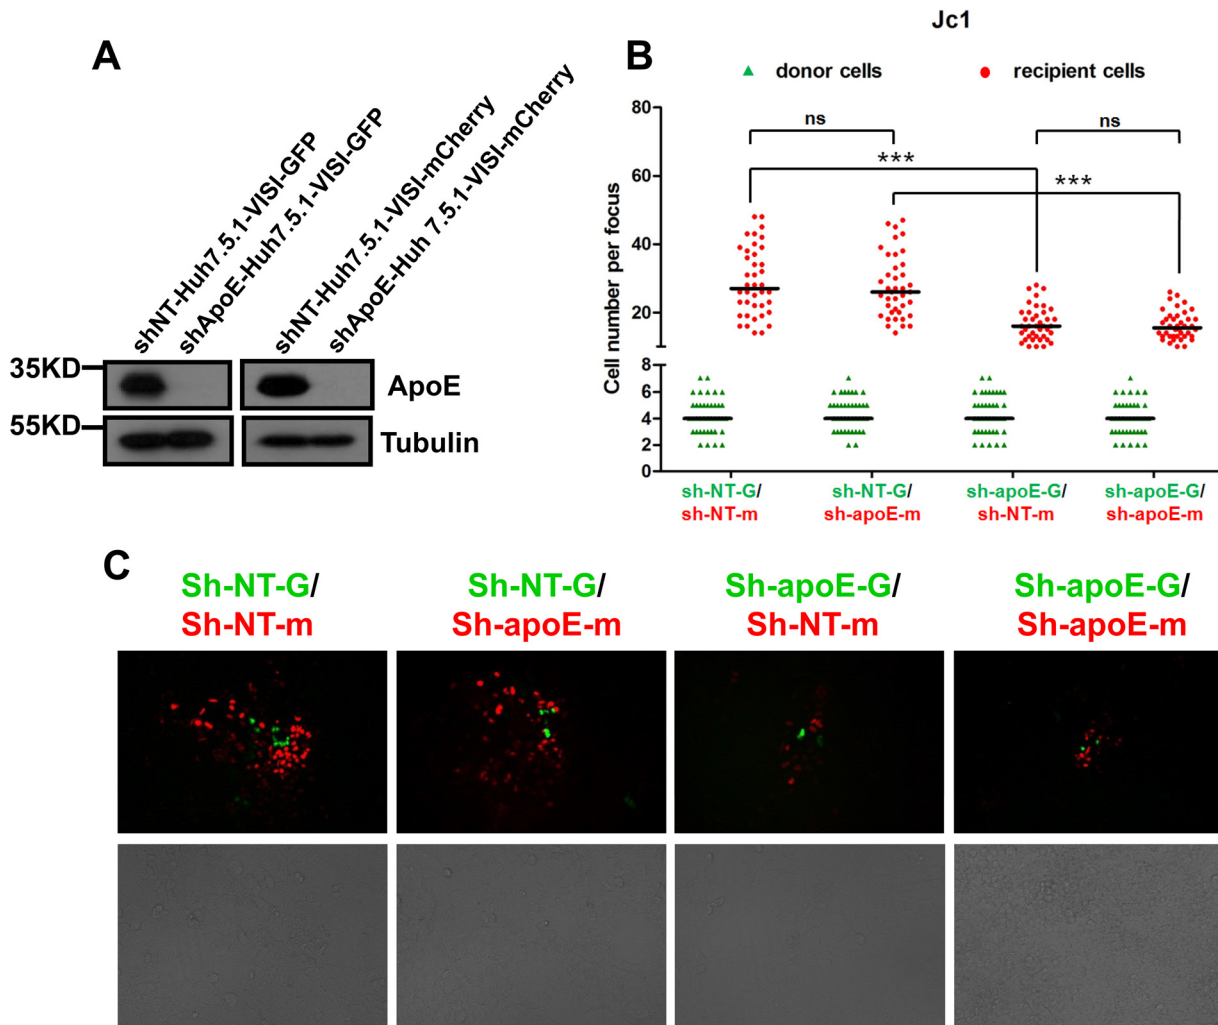 A
shNT-Huh7.5.1-VISI-GFP
shApoE-Huh7.5.1-VISI-GFP
shNT-Huh7.5.1-VISI-mCherry
shApoE-Huh 7.5.1-VISI-mCherry
35KD
ApoE
55KD
Tubulin
Jc1
B
donor cells
recipient cells
80
60
40
20
8
6
4
2
0
Cell number per focus
ns
ns
***
***
sh-NT-G/
sh-NT-m
sh-NT-G/
sh-apoE-m
sh-apoE-G/
sh-NT-m
sh-apoE-G/
sh-apoE-m
C
Sh-NT-G/
Sh-NT-m
Sh-NT-G/
Sh-apoE-m
Sh-apoE-G/
Sh-NT-m
Sh-apoE-G/
Sh-apoE-m